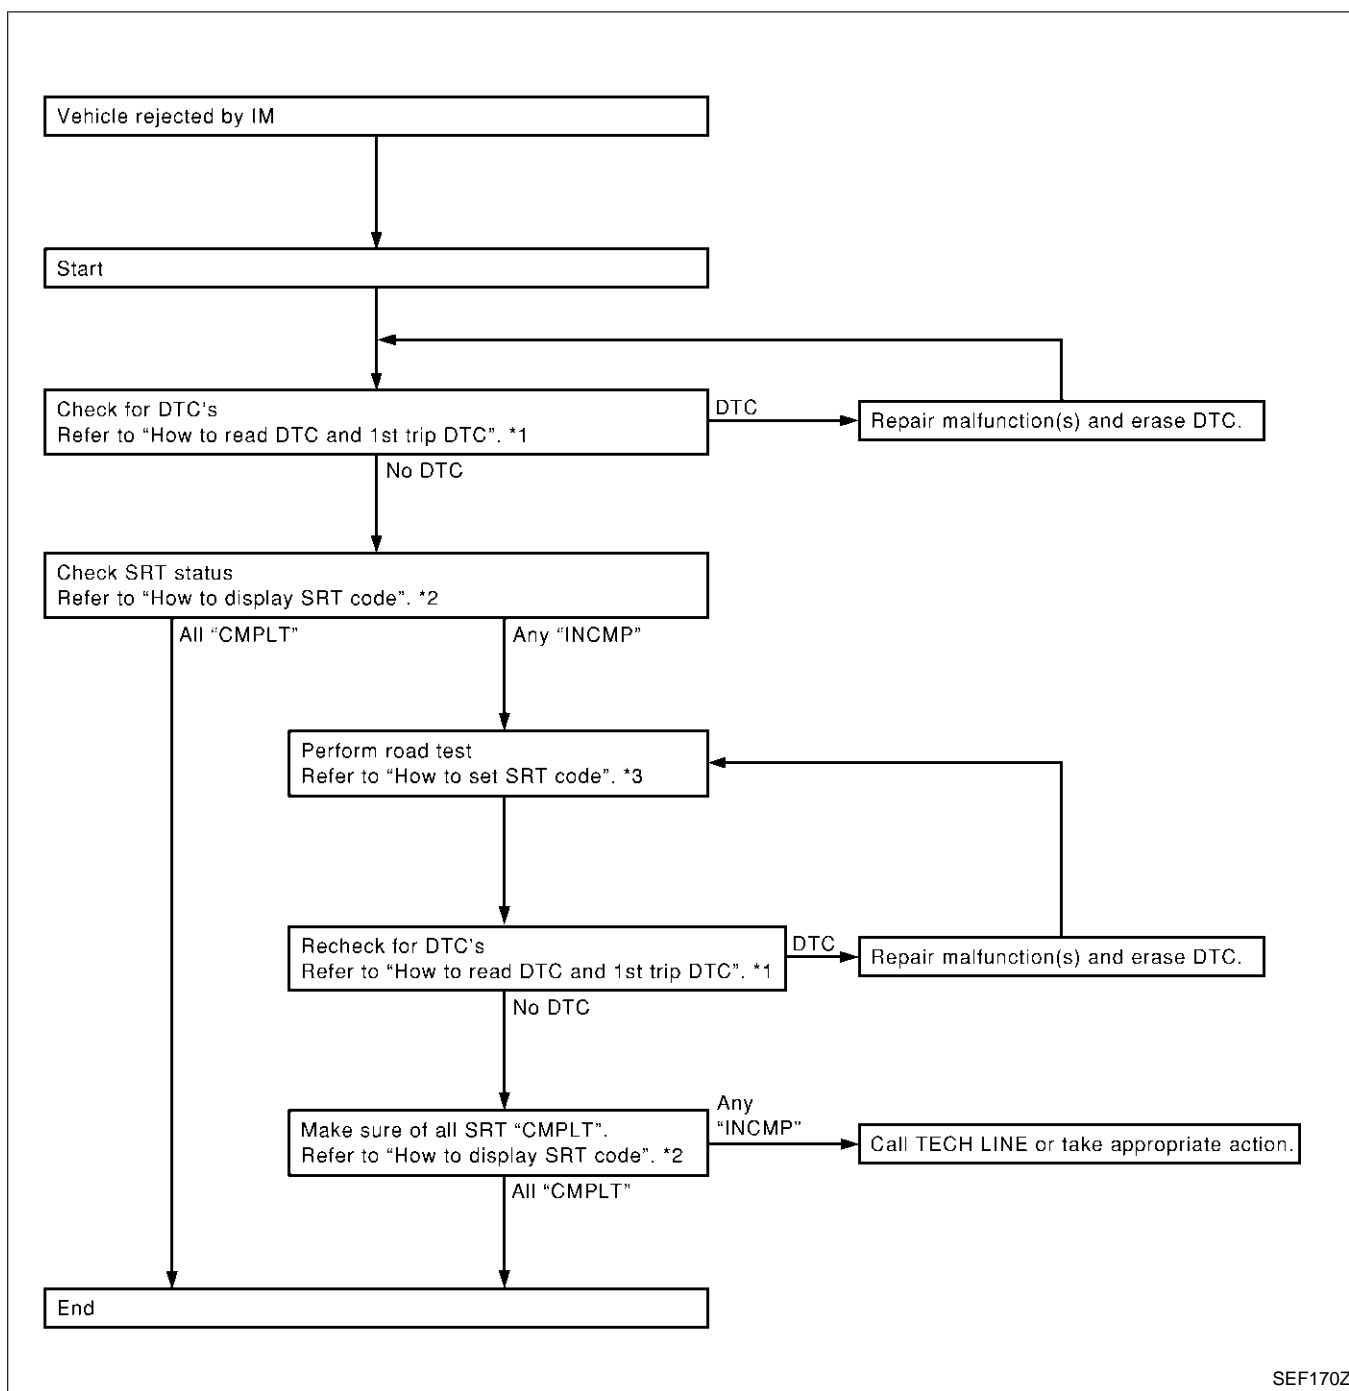 Vehicle rejected by IM
Start
Check for DTC's
Refer to “How to read DTC and 1st trip DTC”. *1
DTC
Repair malfunction(s) and erase DTC.
No DTC
Check SRT status
Refer to “How to display SRT code”. *2
All “CMPLT”
Any “INCMP”
Perform road test
Refer to “How to set SRT code”. *3
Recheck for DTC's
Refer to “How to read DTC and 1st trip DTC”. *1
DTC
Repair malfunction(s) and erase DTC.
No DTC
Make sure of all SRT “CMPLT”.
Refer to “How to display SRT code”. *2
Any
“INCMP”
Call TECH LINE or take appropriate action.
All “CMPLT”
End
SEF170Z